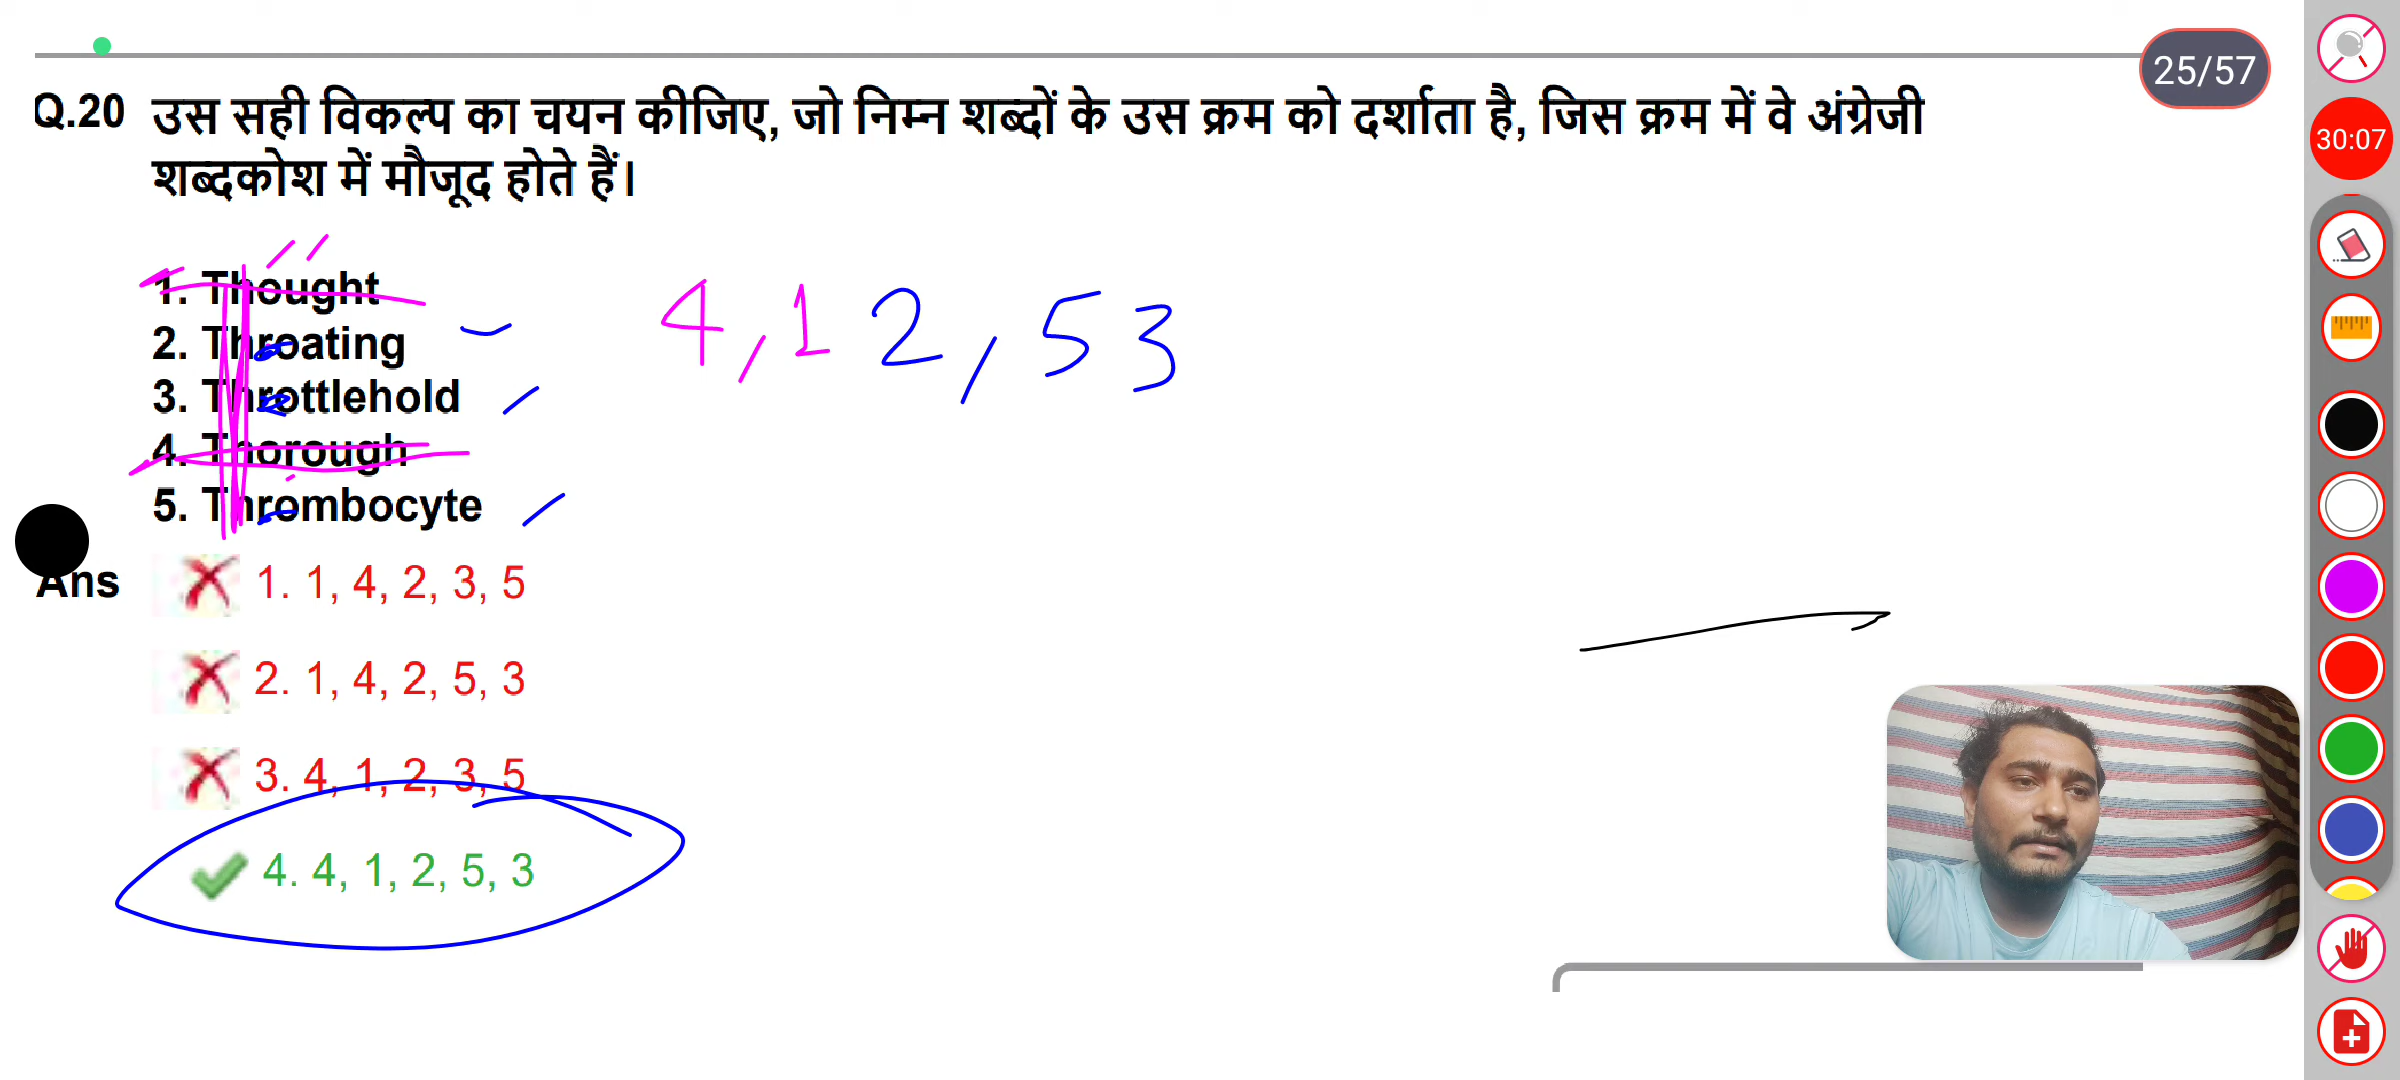 25/57
30:07
Q.20 उस सही विकल्प का चयन कीजिए, जो निम्न शब्दों के उस क्रम को दर्शाता है, जिस क्रम में वे अंग्रेजी
शब्दकोश में मौजूद होते हैं।
1. Thought
2. Throating
3. Throttlehold
4. Thorough
5. Thrombocyte
4, 1 2, 5 3
Ans 1. 1, 4, 2, 3, 5
2. 1, 4, 2, 5, 3
3. 4, 1, 2, 3, 5
4. 4, 1, 2, 5, 3